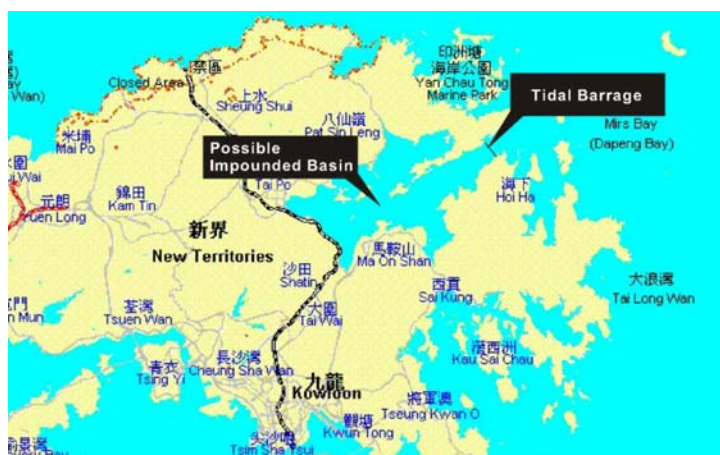 印洲塘
海岸公園
Yan Chau Tong
Marine Park
Tidal Barrage
Mirs Bay
(Dapeng Bay)
禁區
Closed Area
上水
Sheung Shui
八仙嶺
Pat Sin Leng
Possible
Impounded Basin
米埔
Mai Po
Wan)
Tai Po
海下
Hoi Ha
元朗
Yuen Long
錦田
Kam Tin
新界
New Territories
馬鞍山
Ma On Shan
沙田
Shatin
西貢
Sai Kung
大浪灣
Tai Long Wan
荃灣
Tsuen Wan
大圍
Tai Wai
滘西洲
Kau Sai Chau
青衣
Tsing Yi
長沙灣
Cheung Sha Wan
九龍
Kowloon
將軍澳
Tseung Kwan O
觀塘
Kwun Tong
尖沙咀
Tsim Sha Tsui